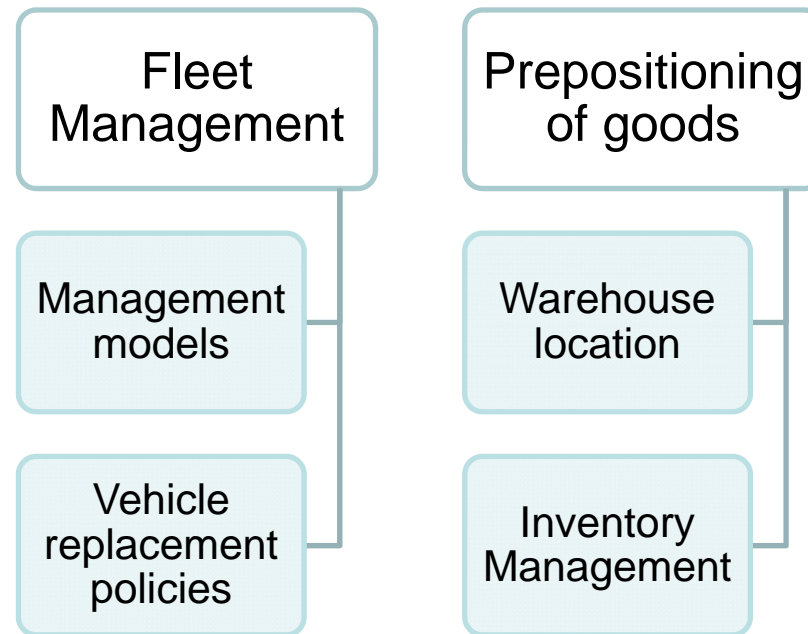 Fleet
Management
Management
models
Vehicle
replacement
policies
Prepositioning
of goods
Warehouse
location
Inventory
Management